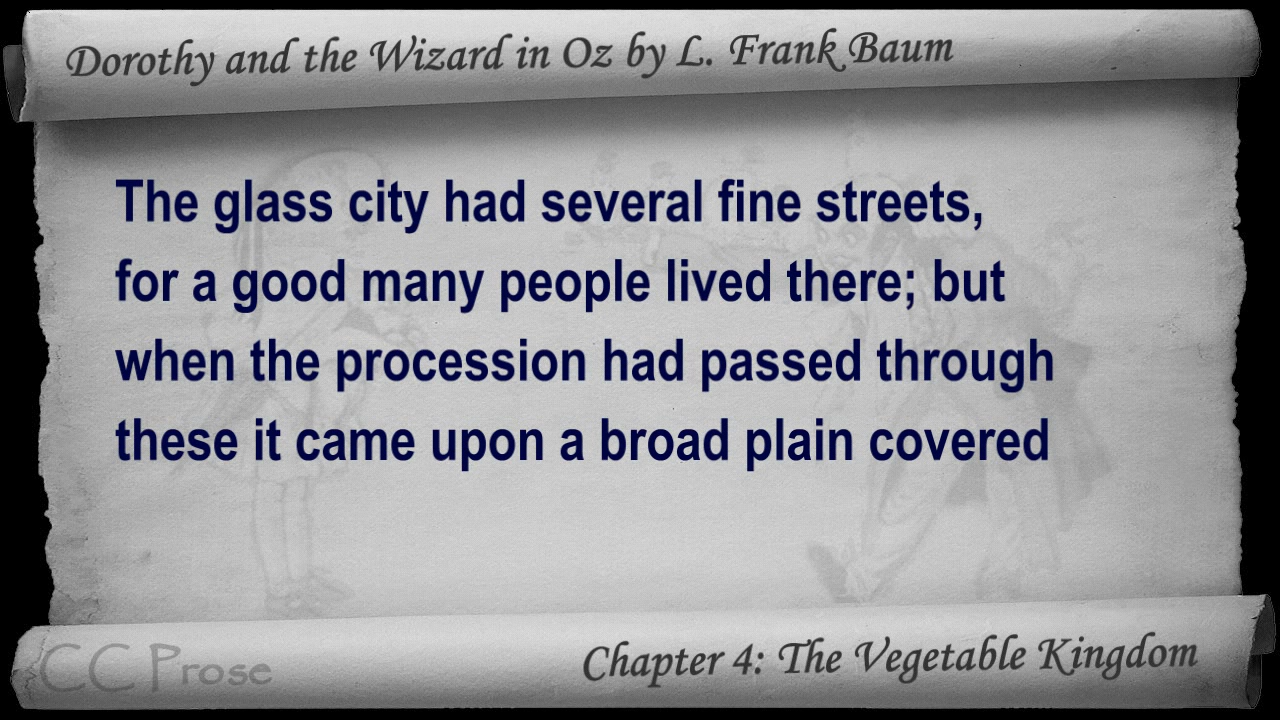 Dorothy and the Wizard in Oz by L. Frank Baum
The glass city had several fine streets,
for a good many people lived there; but
when the procession had passed through
these it came upon a broad plain covered
CC Prose
Chapter 4: The Vegetable Kingdom